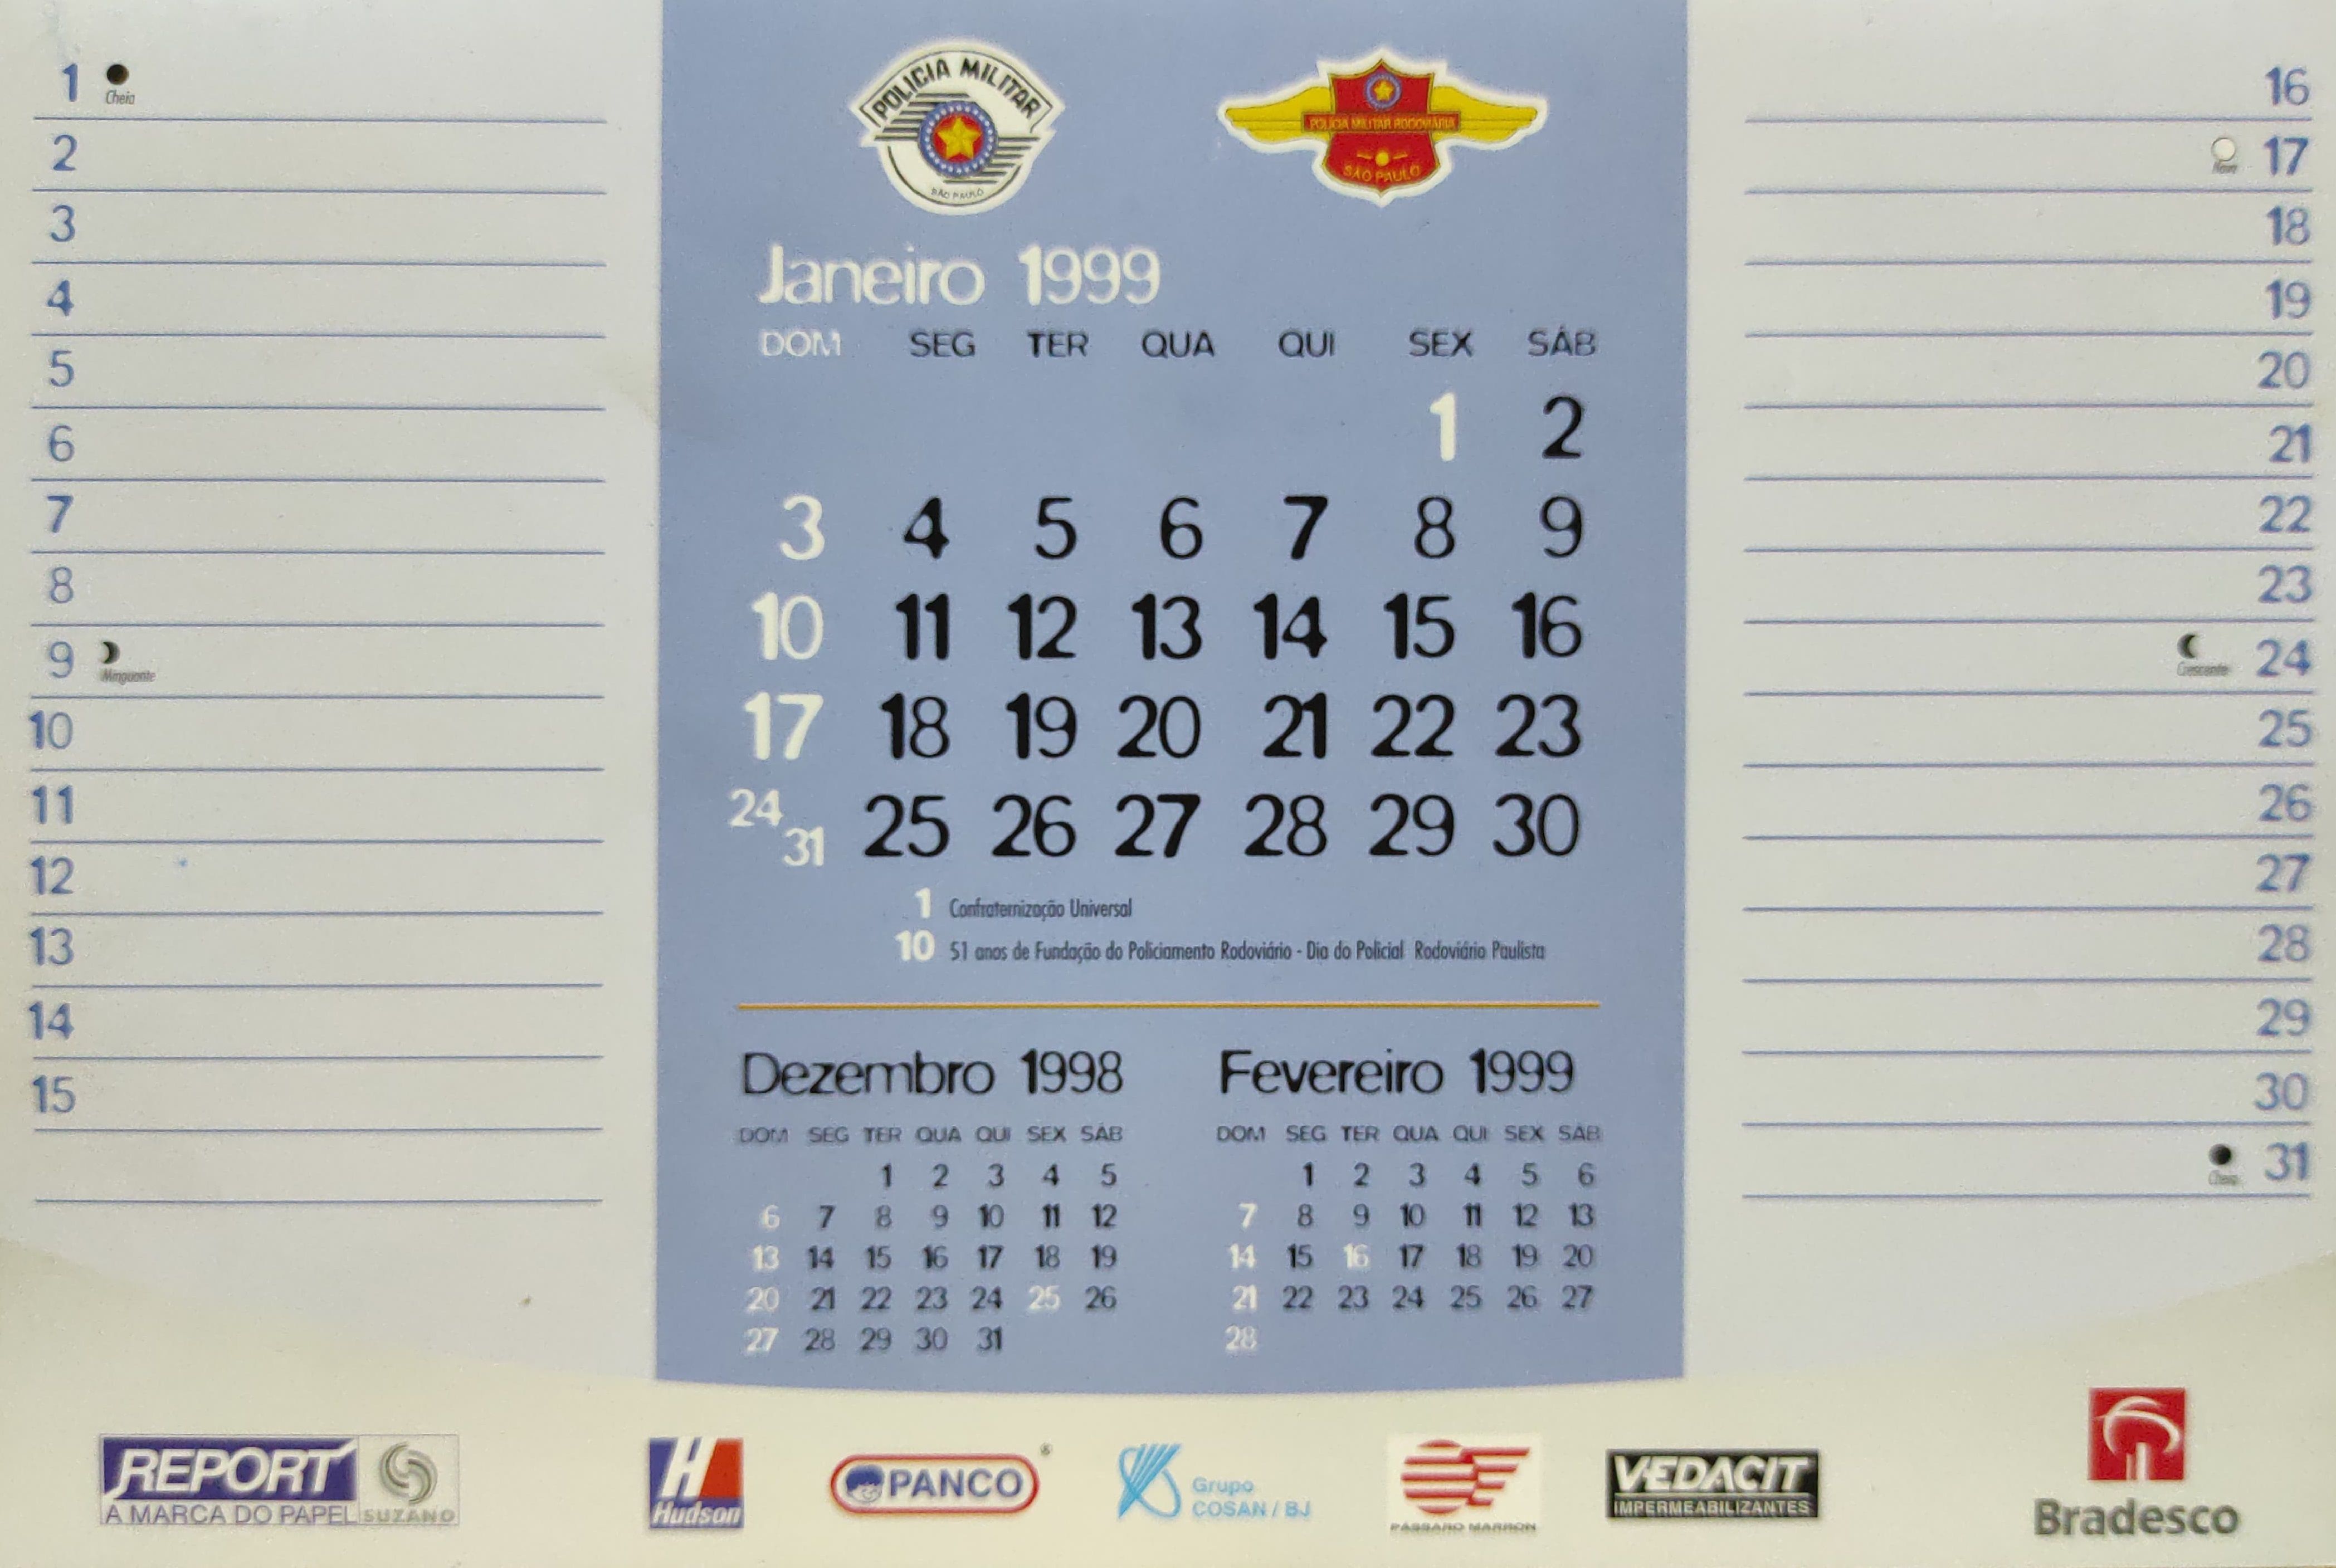 1 Cheia
2
3
4
5
6
7
8
9 Minguante
10
11
12
13
14
15
POLICIA MILITAR
SÃO PAULO
POLICIA MILITAR RODOVIÁRIA
SÃO PAULO
Janeiro 1999
DOM SEG TER QUA QUI SEX SÁB
1 2
3 4 5 6 7 8 9
10 11 12 13 14 15 16
17 18 19 20 21 22 23
24 31 25 26 27 28 29 30
1 Confraternização Universal
10 51 anos de Fundação do Policiamento Rodoviário - Dia do Policial Rodoviário Paulista
Dezembro 1998
DOM SEG TER QUA QUI SEX SÁB
1 2 3 4 5
6 7 8 9 10 11 12
13 14 15 16 17 18 19
20 21 22 23 24 25 26
27 28 29 30 31
Fevereiro 1999
DOM SEG TER QUA QUI SEX SÁB
1 2 3 4 5 6
7 8 9 10 11 12 13
14 15 16 17 18 19 20
21 22 23 24 25 26 27
28
16
Nova 17
18
19
20
21
22
23
Crescente 24
25
26
27
28
29
30
Cheia 31
REPORT
A MARCA DO PAPEL SUZANO
H
Hudson
PANCO ®
Grupo
COSAN / BJ
PÁSSARO MARRON
VEDACIT
IMPERMEABILIZANTES
Bradesco